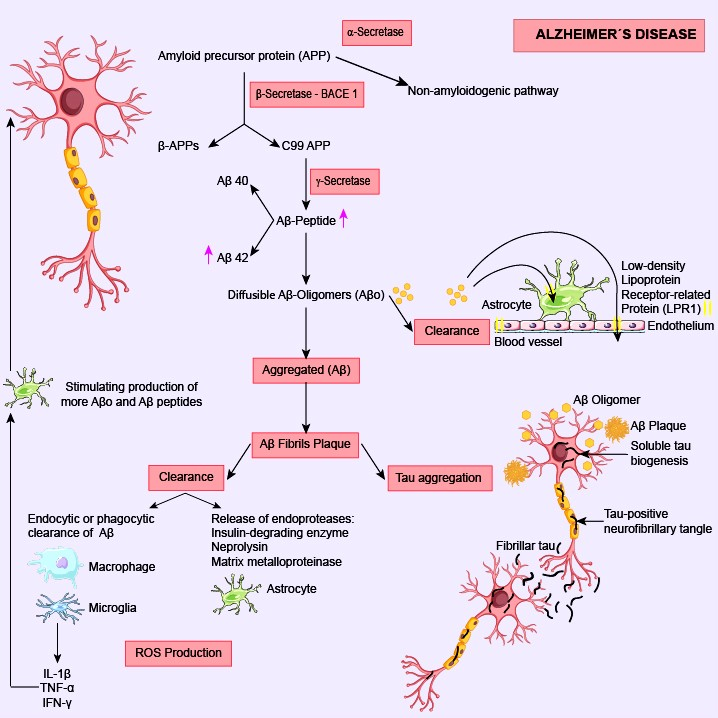 α-Secretase
ALZHEIMER´S DISEASE
Amyloid precursor protein (APP)
Non-amyloidogenic pathway
β-Secretase - BACE 1
β-APPs
C99 APP
γ-Secretase
Aβ 40
Aβ-Peptide
Aβ 42
Diffusible Aβ-Oligomers (Aβo)
Clearance
Low-density
Lipoprotein
Receptor-related
Protein (LPR1)
Astrocyte
Endothelium
Blood vessel
Aggregated (Aβ)
Stimulating production of
more Aβo and Aβ peptides
Aβ Fibrils Plaque
Clearance
Tau aggregation
Aβ Oligomer
Aβ Plaque
Soluble tau
biogenesis
Tau-positive
neurofibrillary tangle
Fibrillar tau
Endocytic or phagocytic
clearance of Aβ
Macrophage
Microglia
Release of endoproteases:
Insulin-degrading enzyme
Neprolysin
Matrix metalloproteinase
Astrocyte
ROS Production
IL-1β
TNF-α
IFN-γ